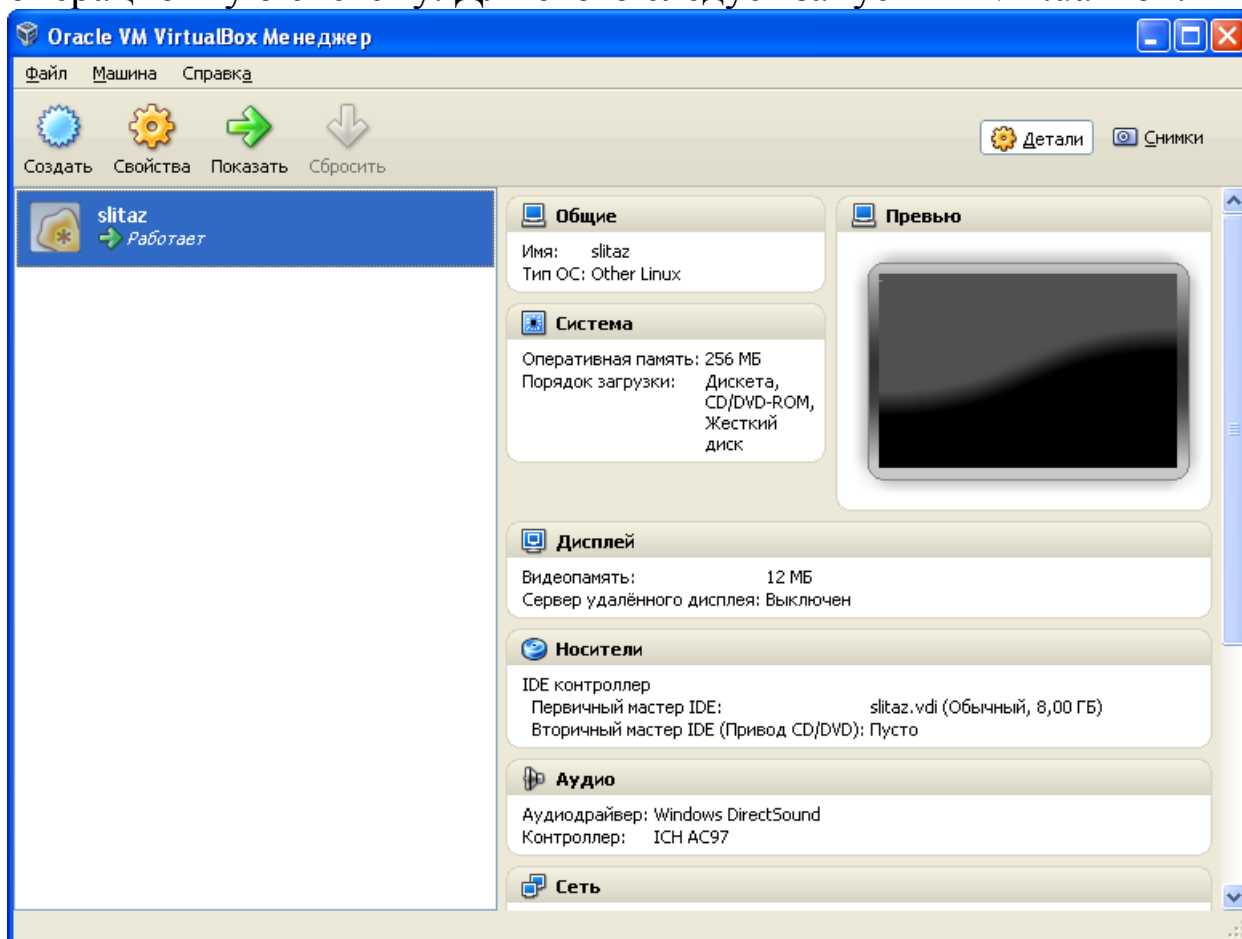 Oracle VM VirtualBox Менеджер
Файл Машина Справка
Создать Свойства Показать Сбросить
Детали Снимки
slitaz
Работает
Общие
Имя: slitaz
Тип ОС: Other Linux
Превью
Система
Оперативная память: 256 МБ
Порядок загрузки: Дискета,
CD/DVD-ROM,
Жесткий
диск
Дисплей
Видеопамять: 12 МБ
Сервер удалённого дисплея: Выключен
Носители
IDE контроллер
Первичный мастер IDE: slitaz.vdi (Обычный, 8,00 ГБ)
Вторичный мастер IDE (Привод CD/DVD): Пусто
Аудио
Аудиодрайвер: Windows DirectSound
Контроллер: ICH AC97
Сеть